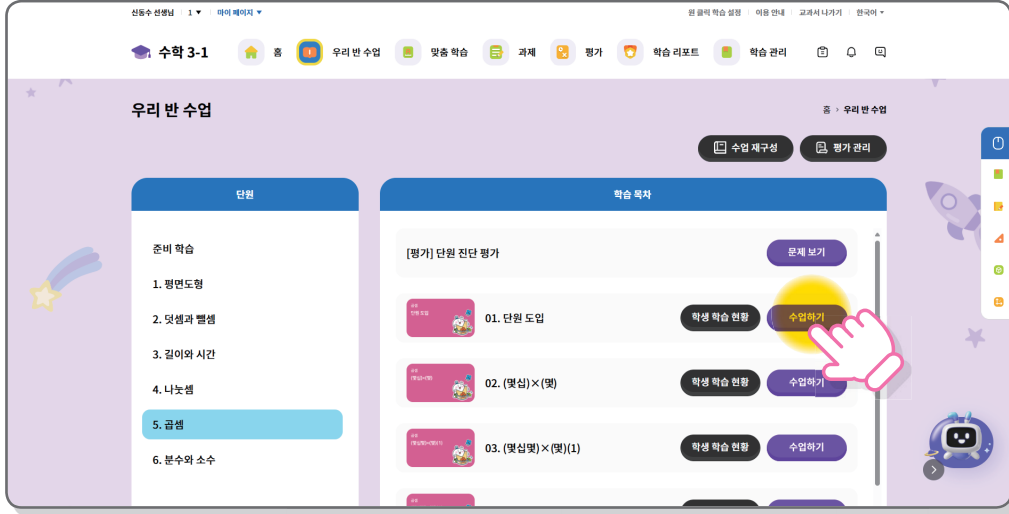 신동수 선생님 1 ▼ 마이 페이지 ▼ 원 클릭 학습 설정 이용 안내 교과서 나가기 한국어 ▾
수학 3-1 홈 우리 반 수업 맞춤 학습 과제 평가 학습 리포트 학습 관리
우리 반 수업 홈 > 우리 반 수업
수업 재구성 평가 관리
단원
준비 학습
1. 평면도형
2. 덧셈과 뺄셈
3. 길이와 시간
4. 나눗셈
5. 곱셈
6. 분수와 소수
학습 목차
[평가] 단원 진단 평가 문제 보기
단원 도입
01. 단원 도입 학생 학습 현황 수업하기
(몇십)×(몇)
02. (몇십)×(몇) 학생 학습 현황 수업하기
(몇십몇)×(몇)(1)
03. (몇십몇)×(몇)(1) 학생 학습 현황 수업하기